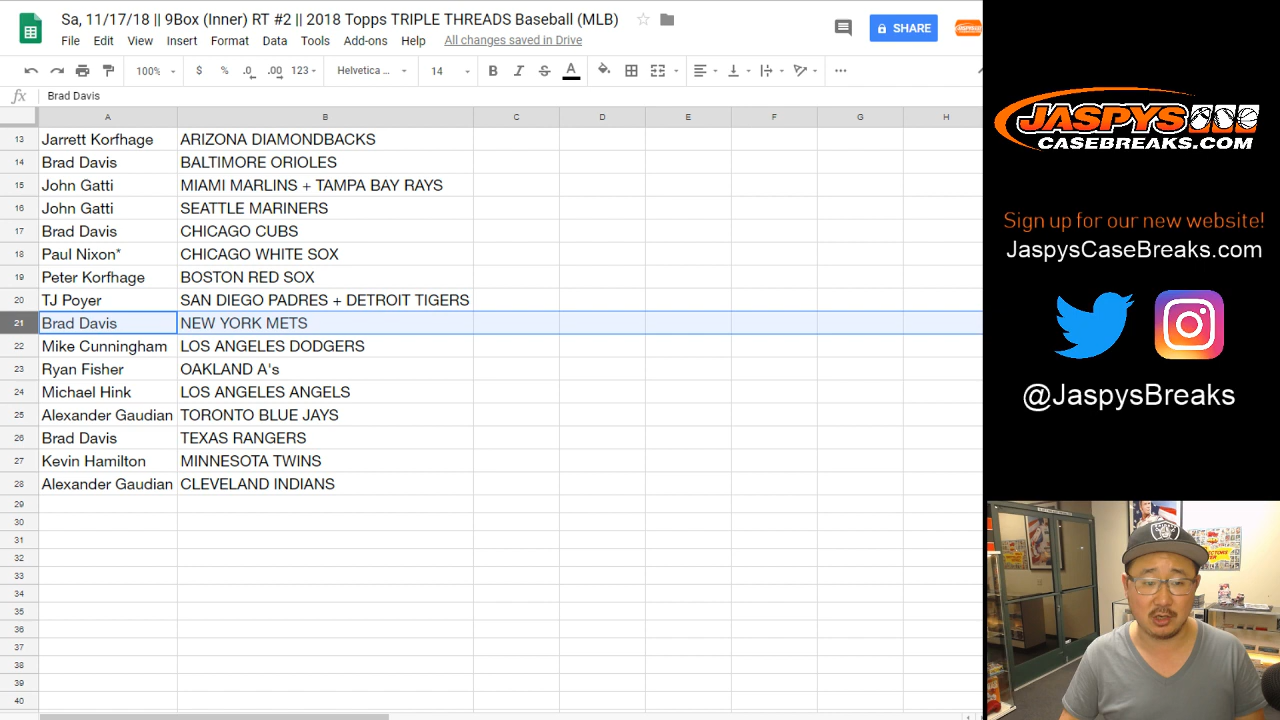 Sa, 11/17/18 || 9Box (Inner) RT #2 || 2018 Topps TRIPLE THREADS Baseball (MLB)
File Edit View Insert Format Data Tools Add-ons Help All changes saved in Drive
SHARE
100% $ % .0 .00 123 Helvetica ... 14 B I S A
fx Brad Davis
A B C D E F G H
13 Jarrett Korfhage ARIZONA DIAMONDBACKS
14 Brad Davis BALTIMORE ORIOLES
15 John Gatti MIAMI MARLINS + TAMPA BAY RAYS
16 John Gatti SEATTLE MARINERS
17 Brad Davis CHICAGO CUBS
18 Paul Nixon* CHICAGO WHITE SOX
19 Peter Korfhage BOSTON RED SOX
20 TJ Poyer SAN DIEGO PADRES + DETROIT TIGERS
21 Brad Davis NEW YORK METS
22 Mike Cunningham LOS ANGELES DODGERS
23 Ryan Fisher OAKLAND A's
24 Michael Hink LOS ANGELES ANGELS
25 Alexander Gaudian TORONTO BLUE JAYS
26 Brad Davis TEXAS RANGERS
27 Kevin Hamilton MINNESOTA TWINS
28 Alexander Gaudian CLEVELAND INDIANS
29
30
31
32
33
34
35
36
37
38
39
40
JASPYS
CASEBREAKS.COM
Sign up for our new website!
JaspysCaseBreaks.com
@JaspysBreaks